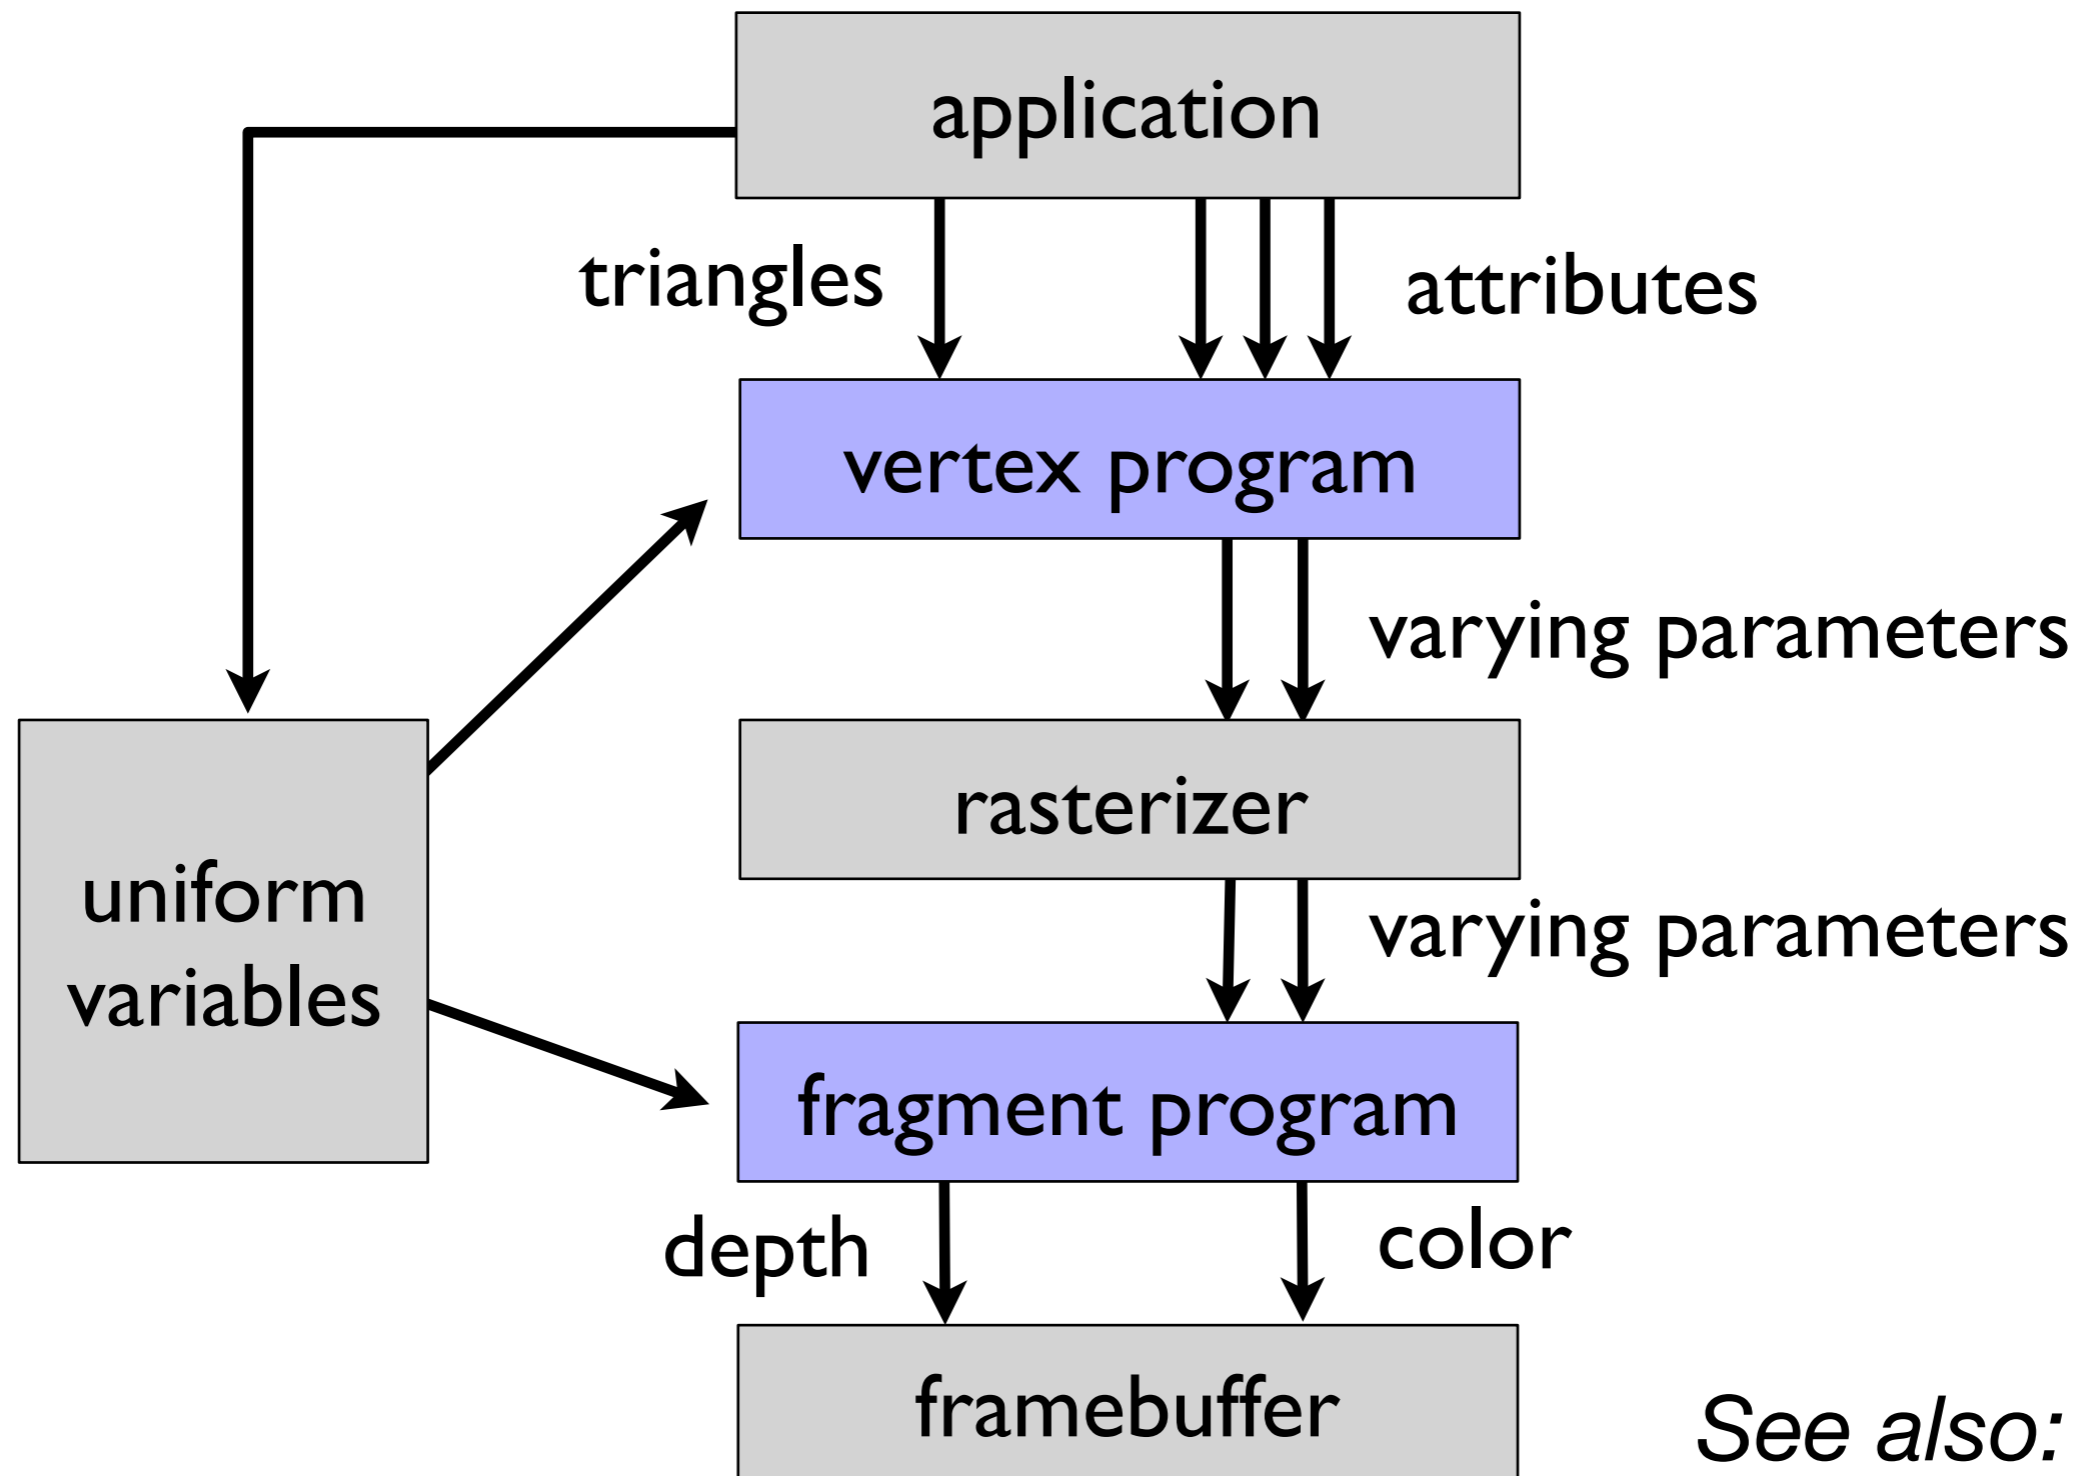 application
triangles
attributes
vertex program
varying parameters
rasterizer
uniform
variables
varying parameters
fragment program
depth
color
framebuffer
See also: